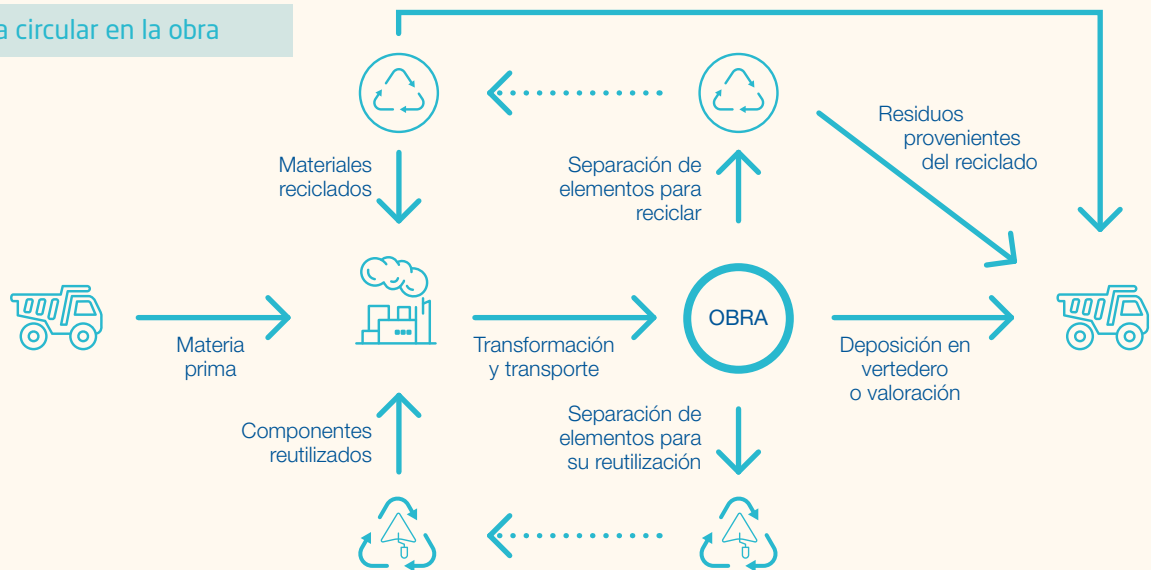 a circular en la obra
Residuos
provenientes
del reciclado
Materiales
reciclados
Separación de
elementos para
reciclar
OBRA
Materia
prima
Transformación
y transporte
Deposición en
vertedero
o valoración
Componentes
reutilizados
Separación de
elementos para
su reutilización